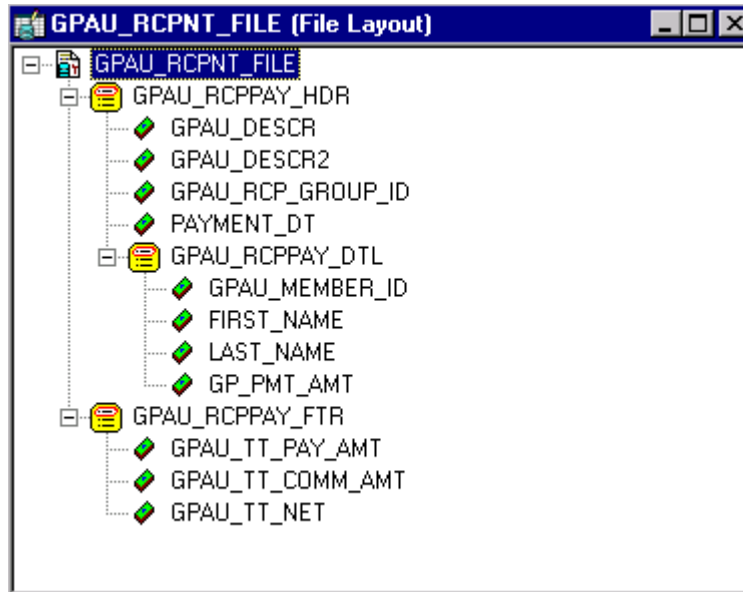 GPAU_RCPNT_FILE (File Layout)
GPAU_RCPNT_FILE
GPAU_RCPPAY_HDR
GPAU_DESCR
GPAU_DESCR2
GPAU_RCP_GROUP_ID
PAYMENT_DT
GPAU_RCPPAY_DTL
GPAU_MEMBER_ID
FIRST_NAME
LAST_NAME
GP_PMT_AMT
GPAU_RCPPAY_FTR
GPAU_TT_PAY_AMT
GPAU_TT_COMM_AMT
GPAU_TT_NET